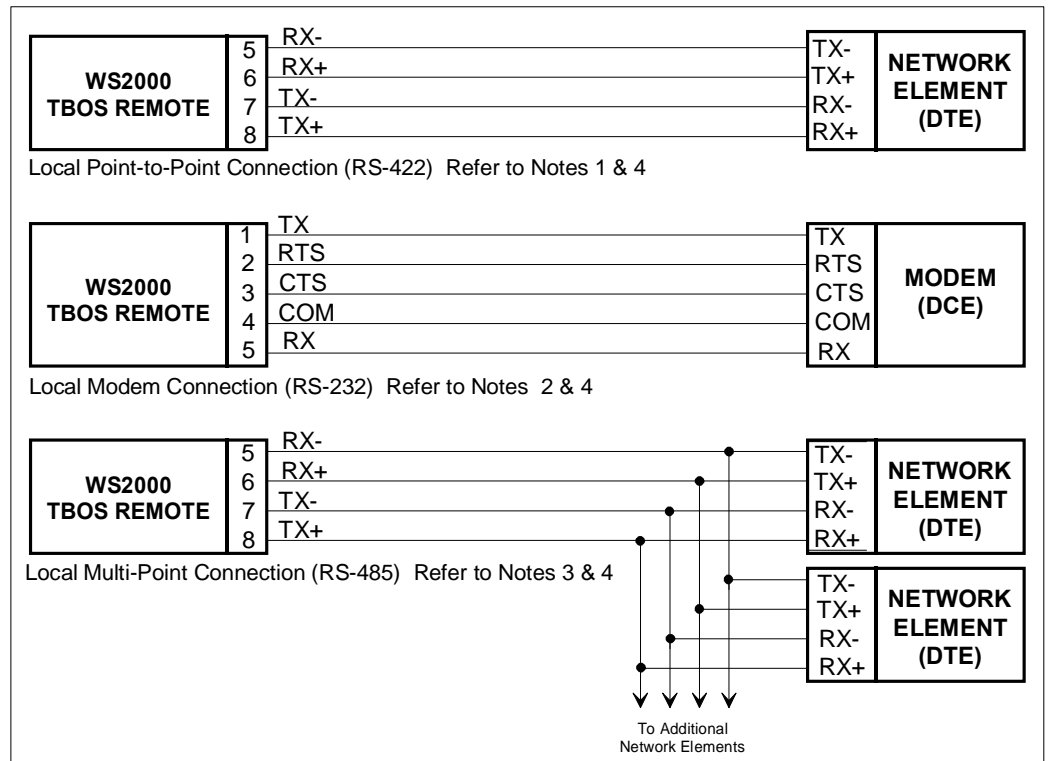 WS2000
TBOS REMOTE
5 RX- TX-
6 RX+ TX+
7 TX- RX-
8 TX+ RX+
NETWORK
ELEMENT
(DTE)
Local Point-to-Point Connection (RS-422) Refer to Notes 1 & 4
WS2000
TBOS REMOTE
1 TX TX
2 RTS RTS
3 CTS CTS
4 COM COM
5 RX RX
MODEM
(DCE)
Local Modem Connection (RS-232) Refer to Notes 2 & 4
WS2000
TBOS REMOTE
5 RX- TX-
6 RX+ TX+
7 TX- RX-
8 TX+ RX+
NETWORK
ELEMENT
(DTE)
Local Multi-Point Connection (RS-485) Refer to Notes 3 & 4
TX-
TX+
RX-
RX+
NETWORK
ELEMENT
(DTE)
To Additional
Network Elements